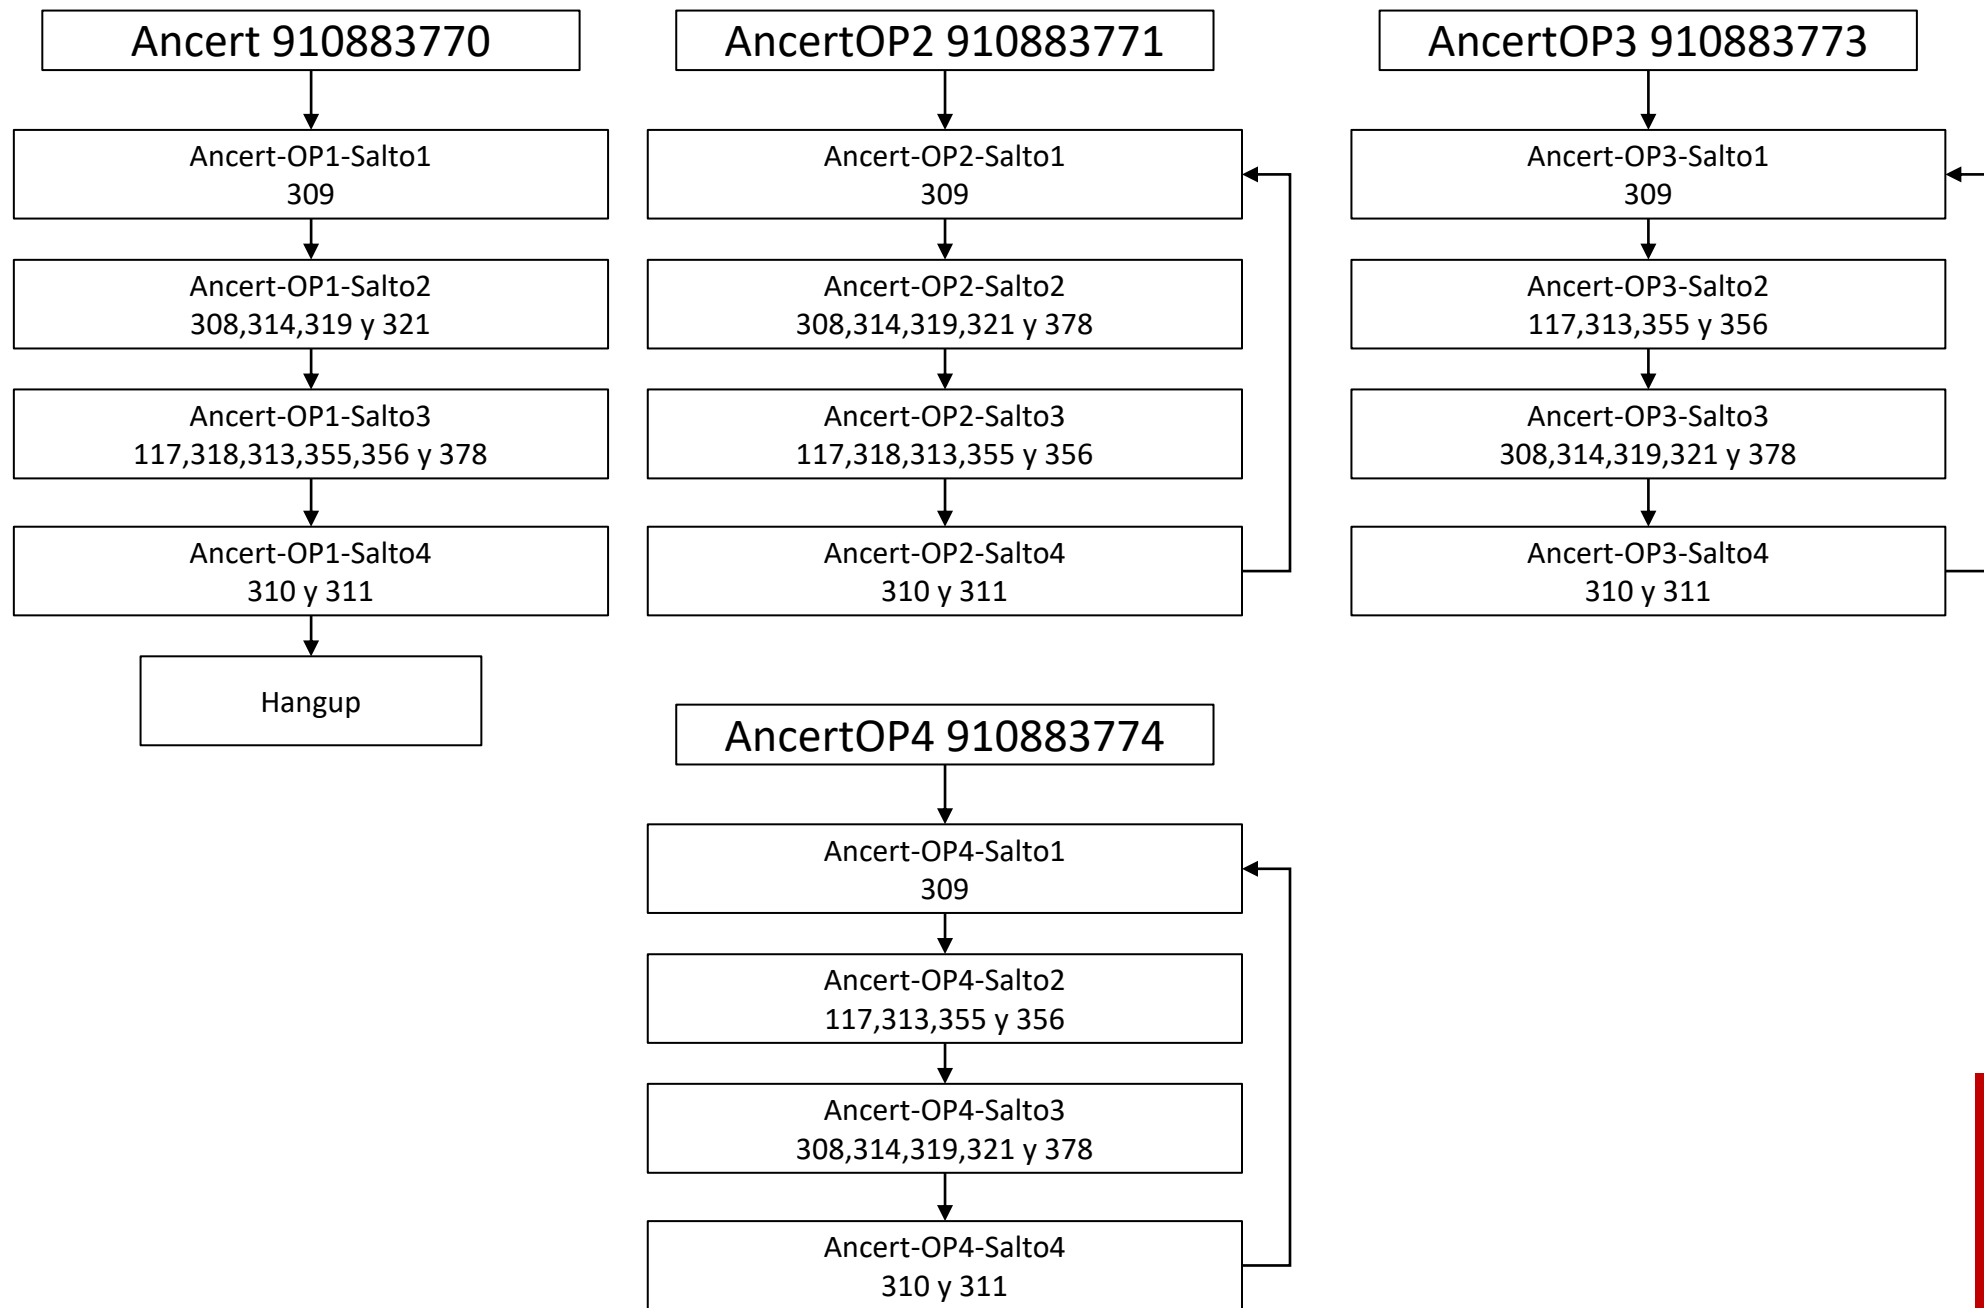 Ancert 910883770
Ancert-OP1-Salto1
309
Ancert-OP1-Salto2
308,314,319 y 321
Ancert-OP1-Salto3
117,318,313,355,356 y 378
Ancert-OP1-Salto4
310 y 311
Hangup
AncertOP2 910883771
Ancert-OP2-Salto1
309
Ancert-OP2-Salto2
308,314,319,321 y 378
Ancert-OP2-Salto3
117,318,313,355 y 356
Ancert-OP2-Salto4
310 y 311
AncertOP3 910883773
Ancert-OP3-Salto1
309
Ancert-OP3-Salto2
117,313,355 y 356
Ancert-OP3-Salto3
308,314,319,321 y 378
Ancert-OP3-Salto4
310 y 311
AncertOP4 910883774
Ancert-OP4-Salto1
309
Ancert-OP4-Salto2
117,313,355 y 356
Ancert-OP4-Salto3
308,314,319,321 y 378
Ancert-OP4-Salto4
310 y 311